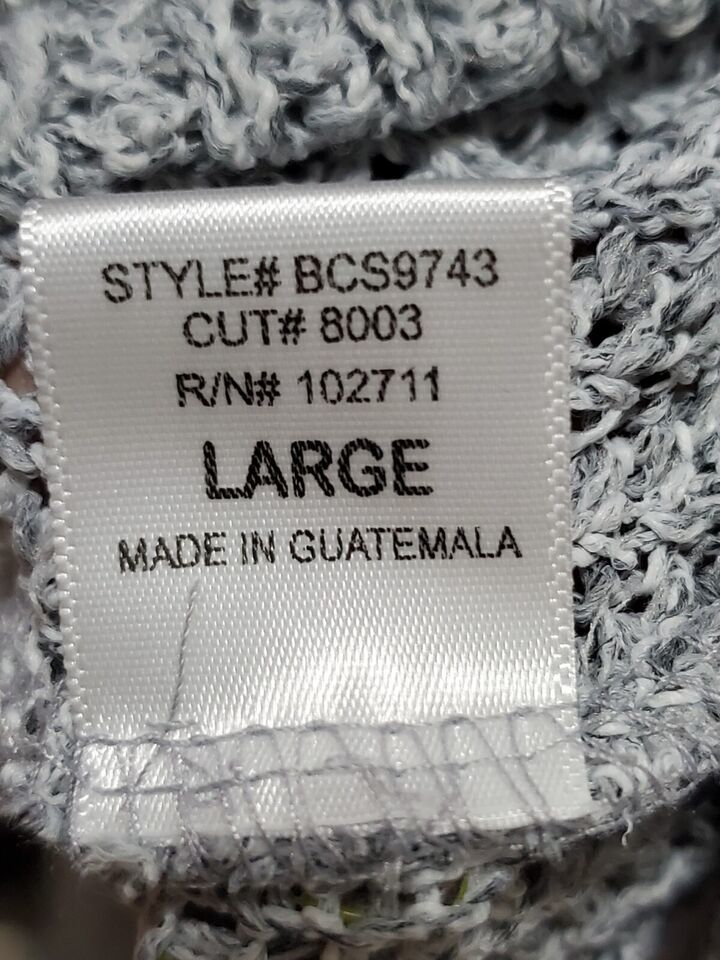 STYLE# BCS9743
CUT# 8003
R/N# 102711
LARGE
MADE IN GUATEMALA